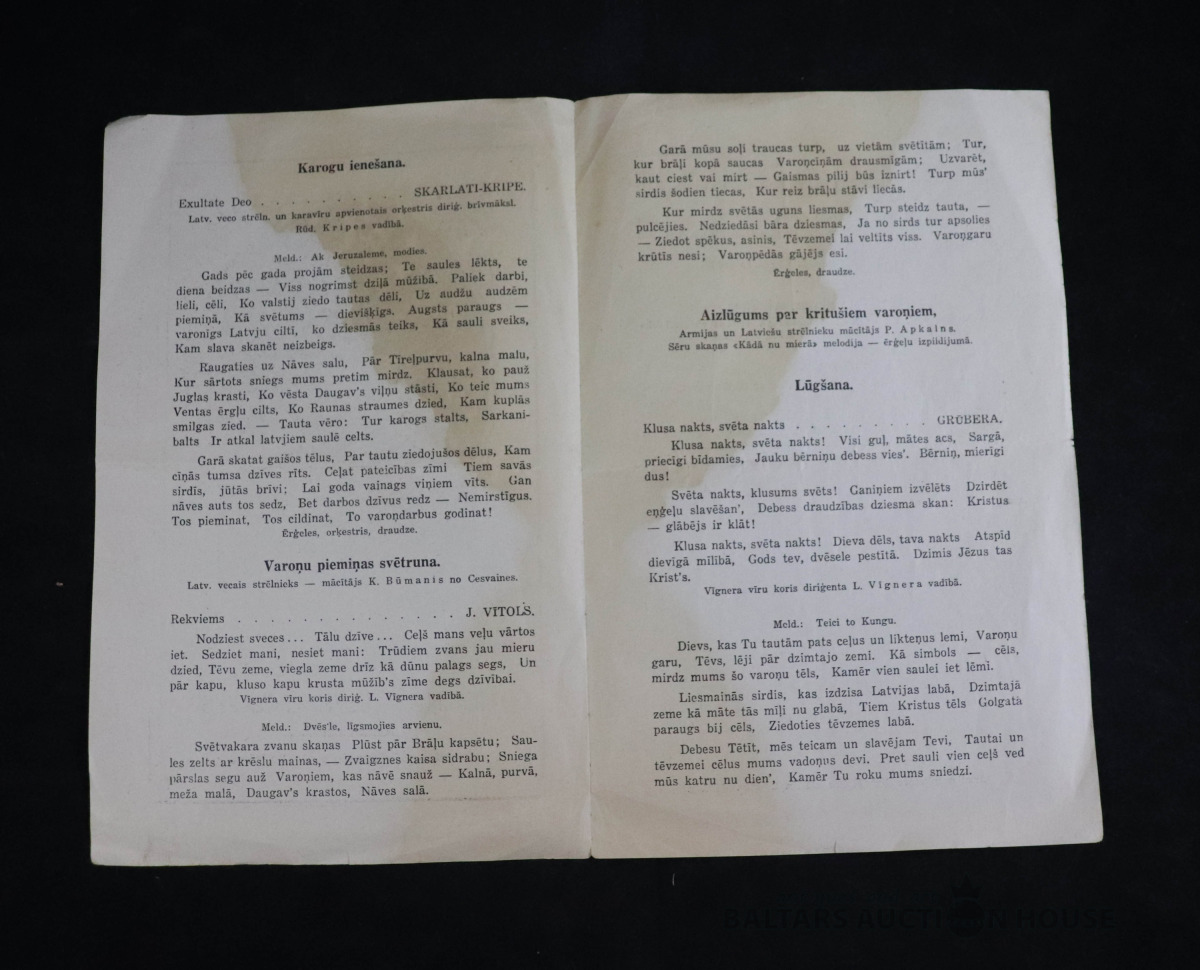 Karogu ienešana.
Exultate Deo . . . . . . . . . . SKARLATI-KRIPE.
Latv. veco strēln. un karavīru apvienotais orķestris diriģ. brīvmāksl.
Rūd. Kripes vadībā.
Meld.: Ak Jeruzaleme, modies.
Gads pēc gada projām steidzas; Te saules lēkts, te
diena beidzas — Viss nogrimst dziļā mūžībā. Paliek darbi,
lieli, cēli, Ko valstij ziedo tautas dēli, Uz audžu audzēm
piemiņā, Kā svētums — dievišķīgs. Augsts paraugs —
varonīgs Latvju ciltī, ko dziesmās teiks, Kā sauli sveiks,
Kam slava skanēt neizbeigs.
Raugaties uz Nāves salu, Pār Tīreļpurvu, kalna malu,
Kur sārtots sniegs mums pretim mirdz. Klausat, ko pauž
Juglas krasti, Ko vēsta Daugav's viļņu stāsti, Ko teic mums
Ventas ērgļu cilts, Ko Raunas straumes dzied, Kam kuplās
smilgas zied. — Tauta vēro: Tur karogs stalts, Sarkani-
balts Ir atkal latvjiem saulē celts.
Garā skatat gaišos tēlus, Par tautu ziedojušos dēlus, Kam
cīņās tumsa dzīves rīts. Ceļat pateicības zīmi Tiem savās
sirdīs, jūtās brīvi; Lai goda vainags viņiem vīts. Gan
nāves auts tos sedz, Bet darbos dzīvus redz — Nemirstīgus.
Tos pieminat, Tos cildinat, To varoņdarbus godinat!
Ērģeles, orķestris, draudze.
Varoņu piemiņas svētruna.
Latv. vecais strēlnieks — mācītājs K. Būmanis no Cesvaines.
Rekviems . . . . . . . . . . . . . . J. VĪTOLS.
Nodziest sveces... Tālu dzīve... Ceļš mans veļu vārtos
iet. Sedziet mani, nesiet mani: Trūdiem zvans jau mieru
dzied, Tēvu zeme, viegla zeme drīz kā dūnu palags segs, Un
pār kapu, kluso kapu krusta mūžīb's zīme degs dzīvībai.
Vīgnera vīru koris diriģ. L. Vīgnera vadībā.
Meld.: Dvēs'le, līgsmojies arvienu.
Svētvakara zvanu skaņas Plūst pār Brāļu kapsētu; Sau-
les zelts ar krēslu mainas, — Zvaigznes kaisa sidrabu; Sniega
pārslas segu auž Varoņiem, kas nāvē snauž — Kalnā, purvā,
meža malā, Daugav's krastos, Nāves salā.
Garā mūsu soļi traucas turp, uz vietām svētītām; Tur,
kur brāļi kopā saucas Varoņcīņām drausmīgām; Uzvarēt,
kaut ciest vai mirt — Gaismas pilij būs iznirt! Turp mūs'
sirdis šodien tiecas, Kur reiz brāļu stāvi liecās.
Kur mirdz svētās uguns liesmas, Turp steidz tauta, —
pulcējies. Nedziedāsi bāra dziesmas, Ja no sirds tur apsolies
— Ziedot spēkus, asinis, Tēvzemei lai veltīts viss. Varoņgaru
krūtīs nesi; Varoņpēdās gājējs esi.
Ērģeles, draudze.
Aizlūgums par kritušiem varoņiem,
Armijas un Latviešu strēlnieku mācītājs P. Apkalns.
Sēru skaņas «Kādā nu mierā» melodija — ērģeļu izpildījumā.
Lūgšana.
Klusa nakts, svēta nakts . . . . . . . . . GRŪBERA.
Klusa nakts, svēta nakts! Visi guļ, mātes acs, Sargā,
priecīgi bīdamies, Jauku bērniņu debess vies'. Bērniņ, mierīgi
dus!
Svēta nakts, klusums svēts! Ganiņiem izvēlēts Dzirdēt
eņģeļu slavēšan', Debess draudzības dziesma skan: Kristus
— glābējs ir klāt!
Klusa nakts, svēta nakts! Dieva dēls, tava nakts Atspīd
dievīgā mīlībā, Gods tev, dvēsele pestītā. Dzimis Jēzus tas
Krist's.
Vīgnera vīru koris diriģenta L. Vīgnera vadībā.
Meld.: Teici to Kungu.
Dievs, kas Tu tautām pats ceļus un likteņus lemi, Varoņu
garu, Tēvs, lēji pār dzimtajo zemi. Kā simbols — cēls,
mirdz mums šo varoņu tēls, Kamēr vien saulei iet lēmi.
Liesmainās sirdis, kas izdzisa Latvijas labā, Dzimtajā
zeme kā māte tās mīļi nu glabā, Tiem Kristus tēls Golgatā
paraugs bij cēls, Ziedoties tēvzemes labā.
Debesu Tētīt, mēs teicam un slavējam Tevi, Tautai un
tēvzemei cēlus mums vadoņus devi. Pret sauli vien ceļš ved
mūs katru nu dien', Kamēr Tu roku mums sniedzi.
BALTARS AUCTION HOUSE